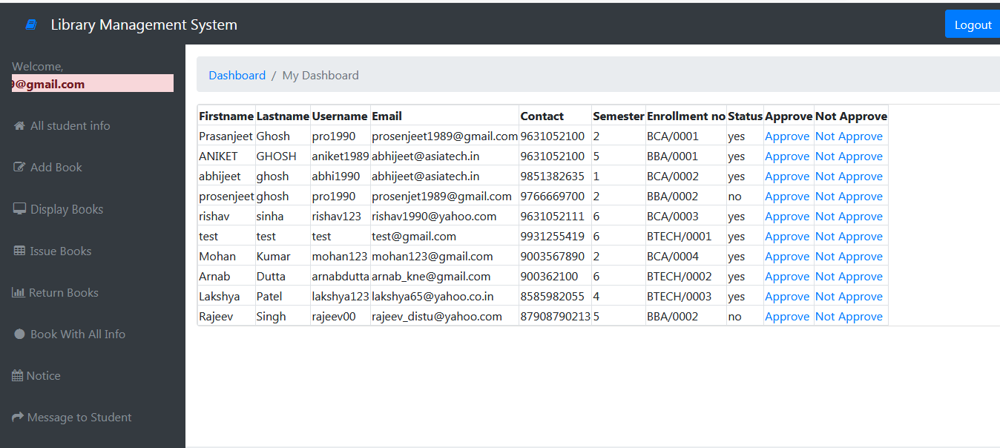 Library Management System
Logout
Welcome,
9@gmail.com
All student info
Add Book
Display Books
Issue Books
Return Books
Book With All Info
Notice
Message to Student
Dashboard / My Dashboard
Firstname Lastname Username Email Contact Semester Enrollment no Status Approve Not Approve
Prasanjeet Ghosh pro1990 prosenjeet1989@gmail.com 9631052100 2 BCA/0001 yes Approve Not Approve
ANIKET GHOSH aniket1989 abhijeet@asiatech.in 9631052100 5 BBA/0001 yes Approve Not Approve
abhijeet ghosh abhi1990 abhijeet@asiatech.in 9851382635 1 BCA/0002 yes Approve Not Approve
prosenjeet ghosh pro1990 prosenjet1989@gmail.com 9766669700 2 BBA/0002 no Approve Not Approve
rishav sinha rishav123 rishav1990@yahoo.com 9631052111 6 BCA/0003 yes Approve Not Approve
test test test test@gmail.com 9931255419 6 BTECH/0001 yes Approve Not Approve
Mohan Kumar mohan123 mohan123@gmail.com 9003567890 2 BCA/0004 yes Approve Not Approve
Arnab Dutta arnabdutta arnab_kne@gmail.com 900362100 6 BTECH/0002 yes Approve Not Approve
Lakshya Patel lakshya123 lakshya65@yahoo.co.in 8585982055 4 BTECH/0003 yes Approve Not Approve
Rajeev Singh rajeev00 rajeev_distu@yahoo.com 87908790213 5 BBA/0002 no Approve Not Approve